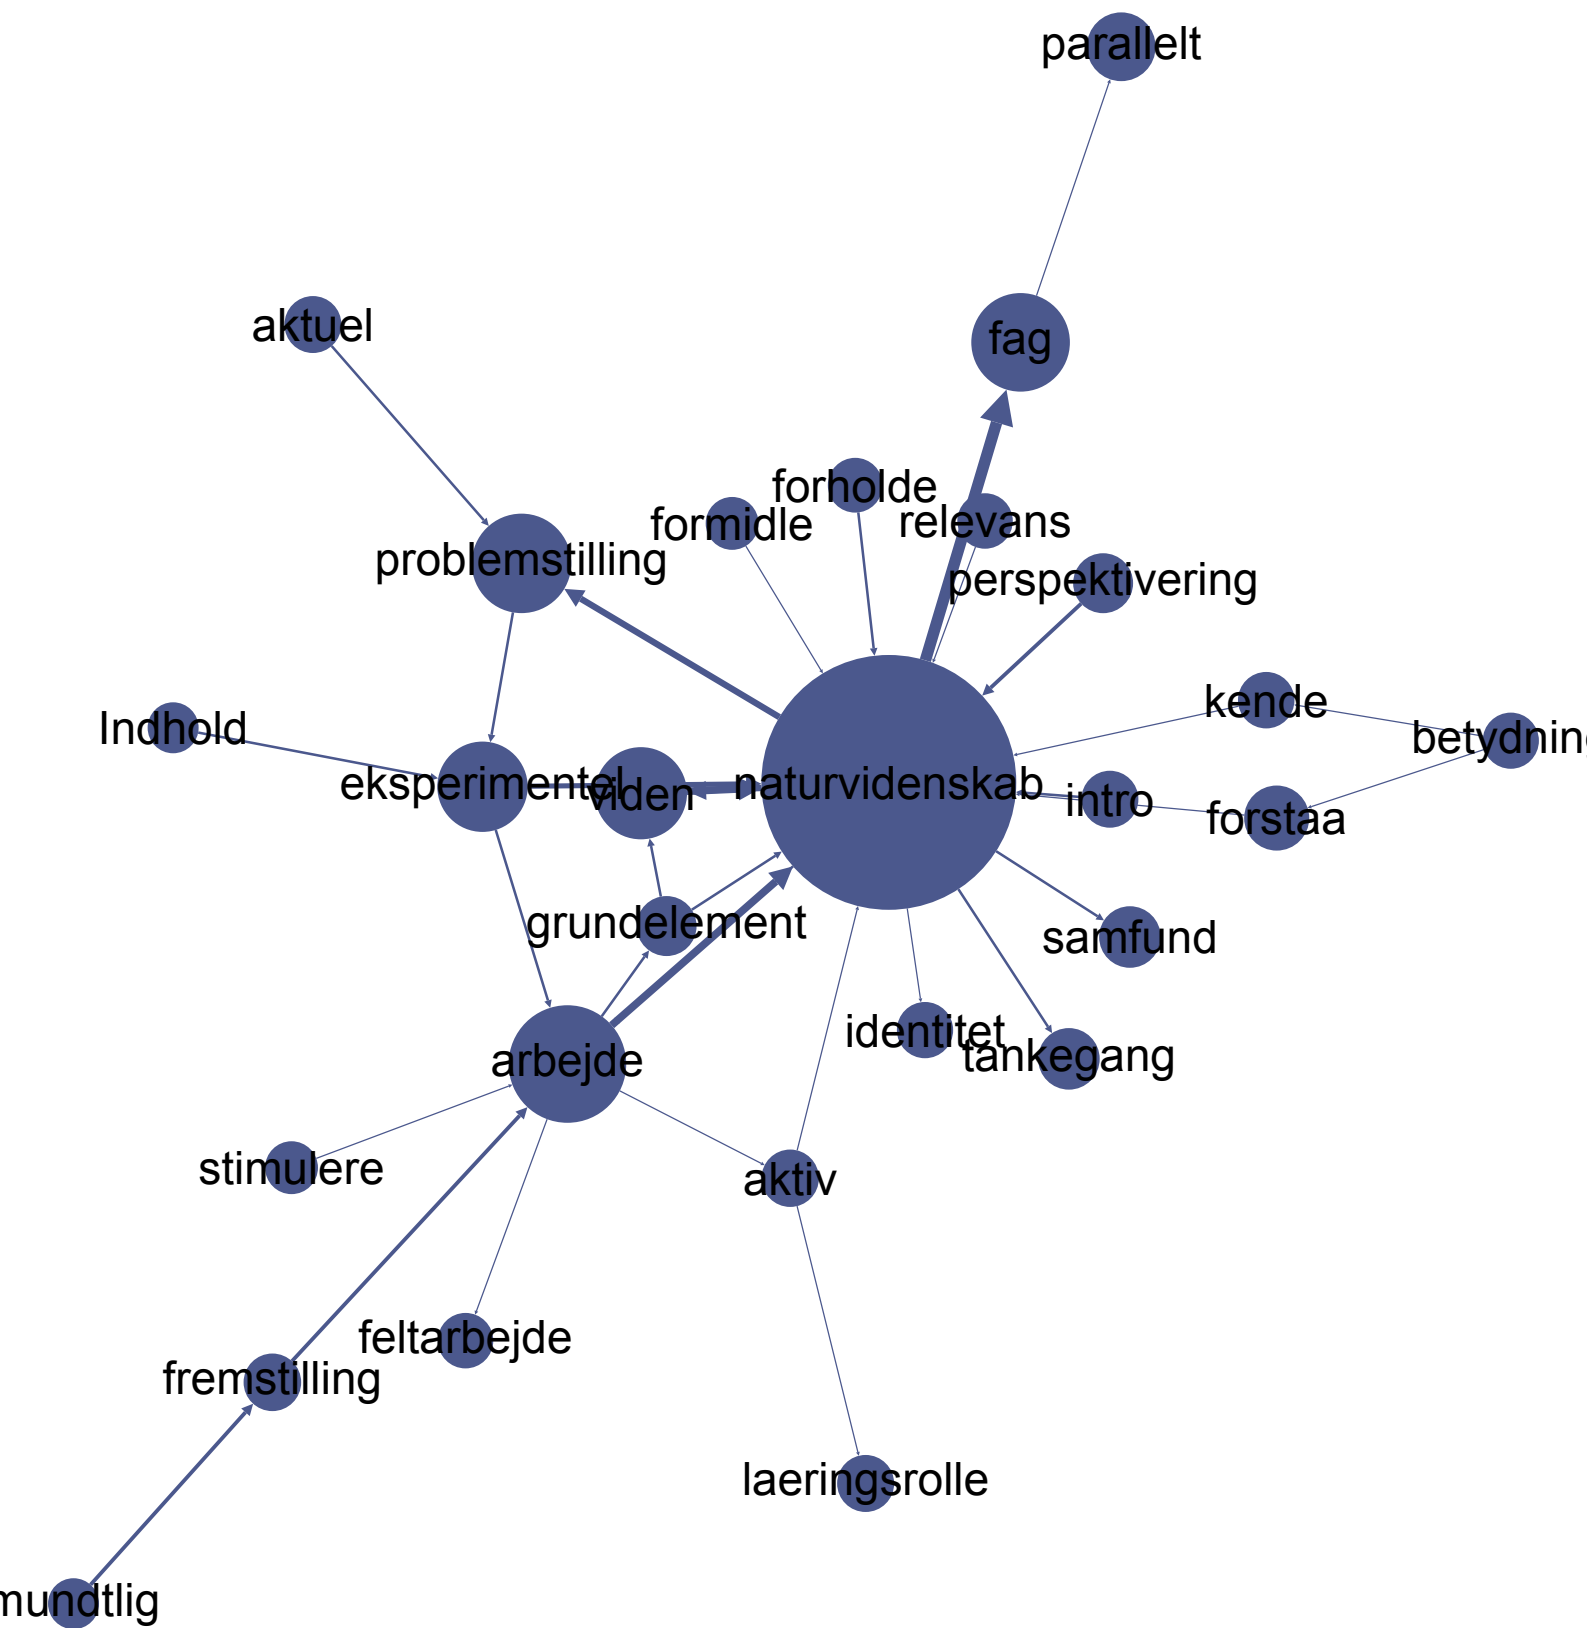 parallelt
aktuel
fag
forholde
formidle
relevans
problemstilling
perspektivering
kende
Indhold
betydning
eksperimentel
viden
naturvidenskab
intro
forstaa
grundelement
samfund
identitet
tankegang
arbejde
stimulere
aktiv
feltarbejde
fremstilling
laeringsrolle
mundtlig